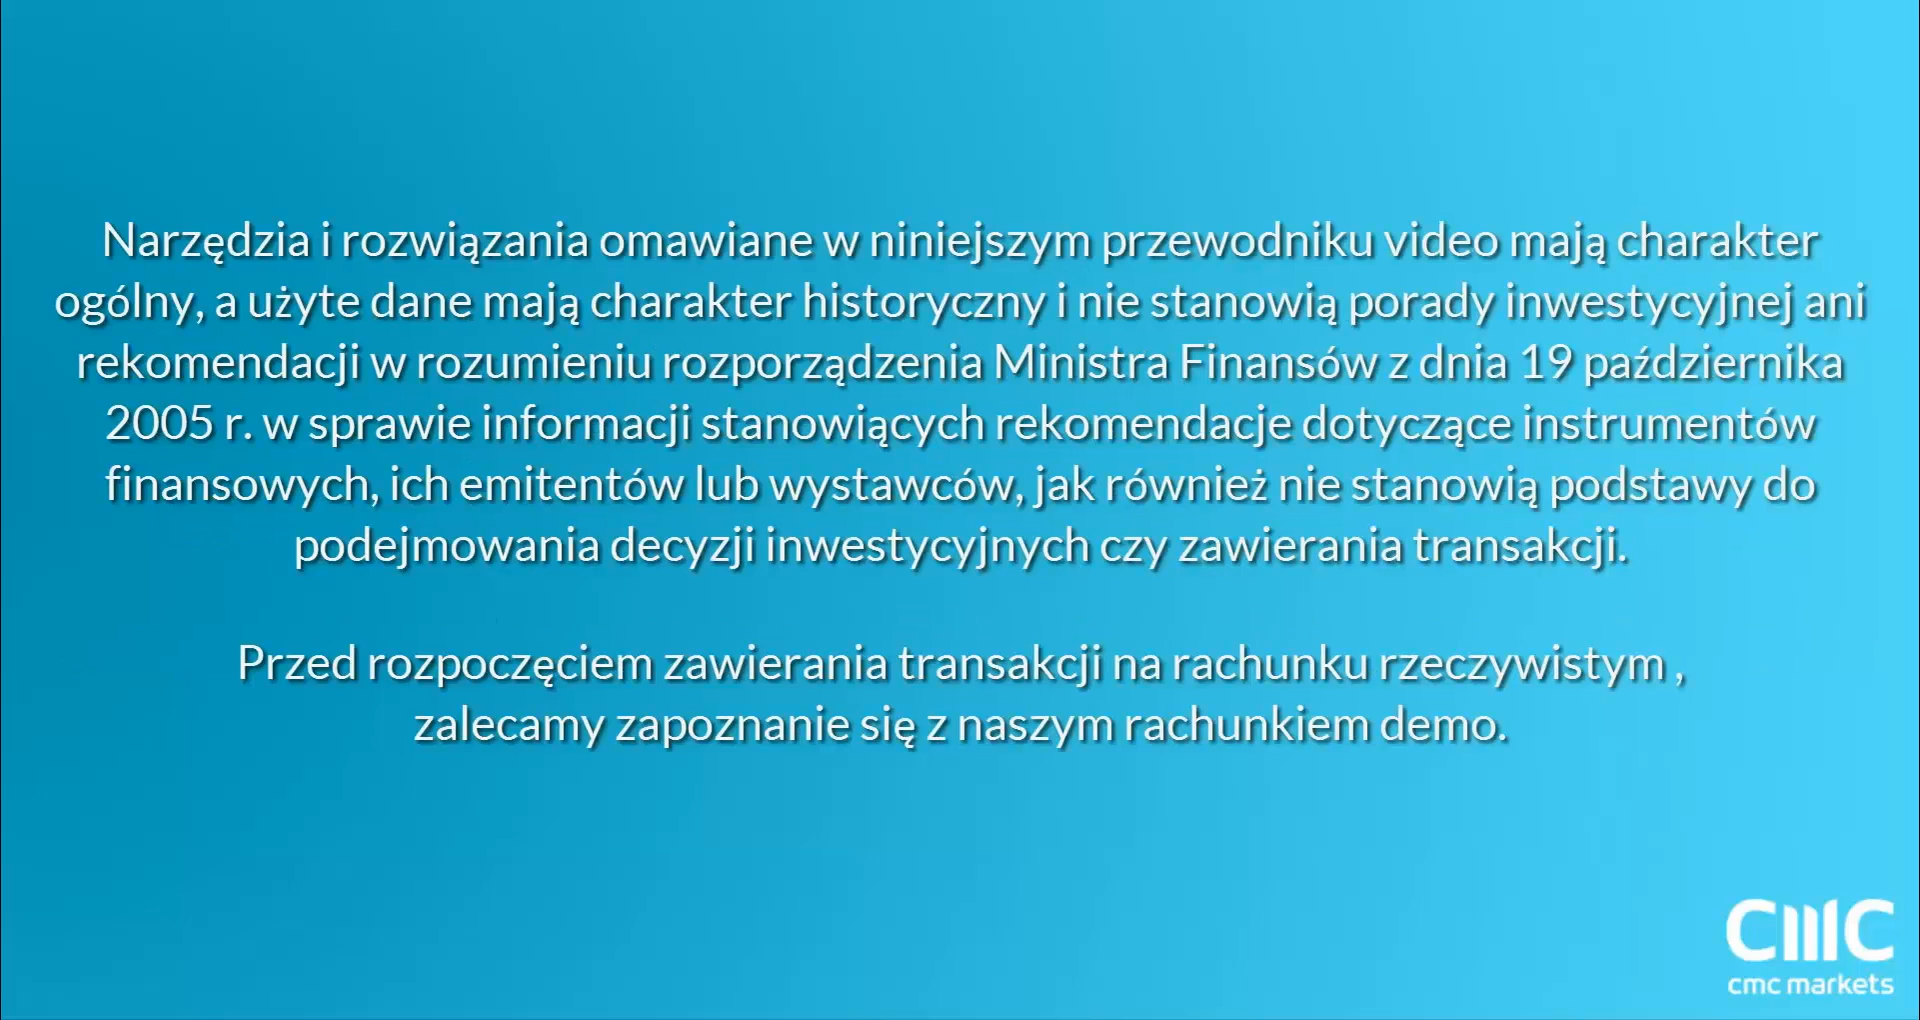 Narzędzia i rozwiązania omawiane w niniejszym przewodniku video mają charakter
ogólny, a użyte dane mają charakter historyczny i nie stanowią porady inwestycyjnej ani
rekomendacji w rozumieniu rozporządzenia Ministra Finansów z dnia 19 października
2005 r. w sprawie informacji stanowiących rekomendacje dotyczące instrumentów
finansowych, ich emitentów lub wystawców, jak również nie stanowią podstawy do
podejmowania decyzji inwestycyjnych czy zawierania transakcji.
Przed rozpoczęciem zawierania transakcji na rachunku rzeczywistym ,
zalecamy zapoznanie się z naszym rachunkiem demo.
CMC
cmc markets